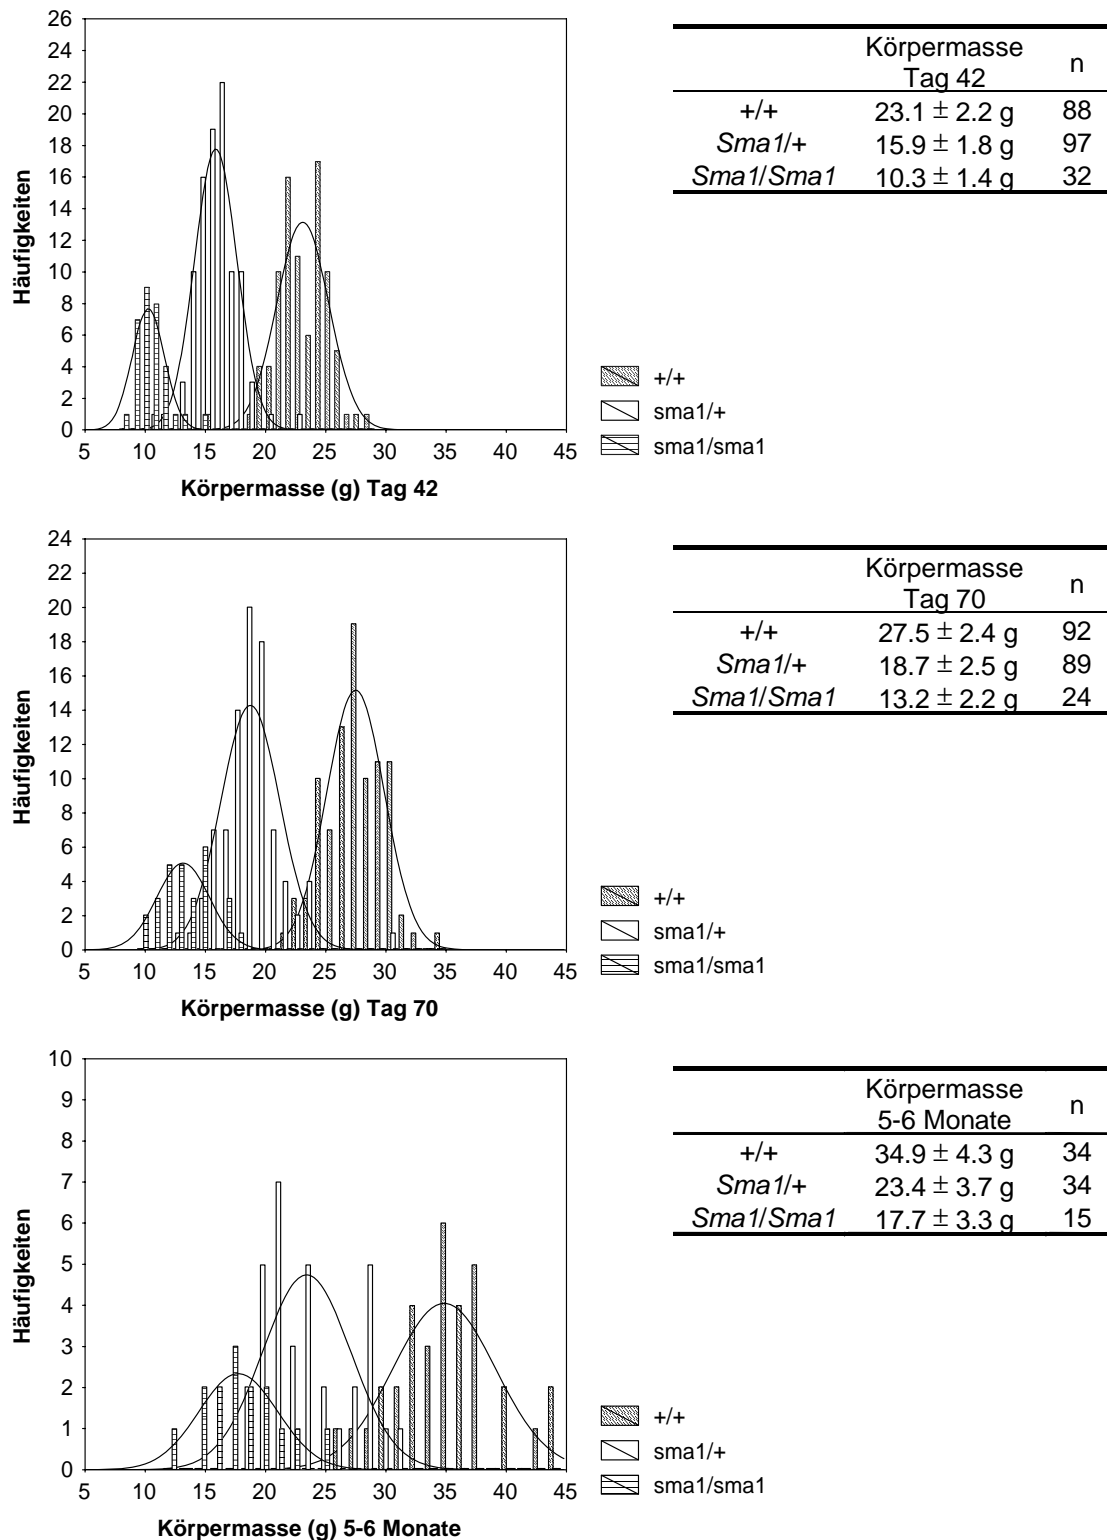 26
24
22
20
18
16
14
12
10
8
6
4
2
0
Häufigkeiten
5 10 15 20 25 30 35 40 45
Körpermasse (g) Tag 42
+/+
sma1/+
sma1/sma1
Körpermasse
Tag 42 n
+/+ 23.1 ± 2.2 g 88
Sma1/+ 15.9 ± 1.8 g 97
Sma1/Sma1 10.3 ± 1.4 g 32
24
22
20
18
16
14
12
10
8
6
4
2
0
Häufigkeiten
5 10 15 20 25 30 35 40 45
Körpermasse (g) Tag 70
+/+
sma1/+
sma1/sma1
Körpermasse
Tag 70 n
+/+ 27.5 ± 2.4 g 92
Sma1/+ 18.7 ± 2.5 g 89
Sma1/Sma1 13.2 ± 2.2 g 24
10
9
8
7
6
5
4
3
2
1
0
Häufigkeiten
5 10 15 20 25 30 35 40 45
Körpermasse (g) 5-6 Monate
+/+
sma1/+
sma1/sma1
Körpermasse
5-6 Monate n
+/+ 34.9 ± 4.3 g 34
Sma1/+ 23.4 ± 3.7 g 34
Sma1/Sma1 17.7 ± 3.3 g 15